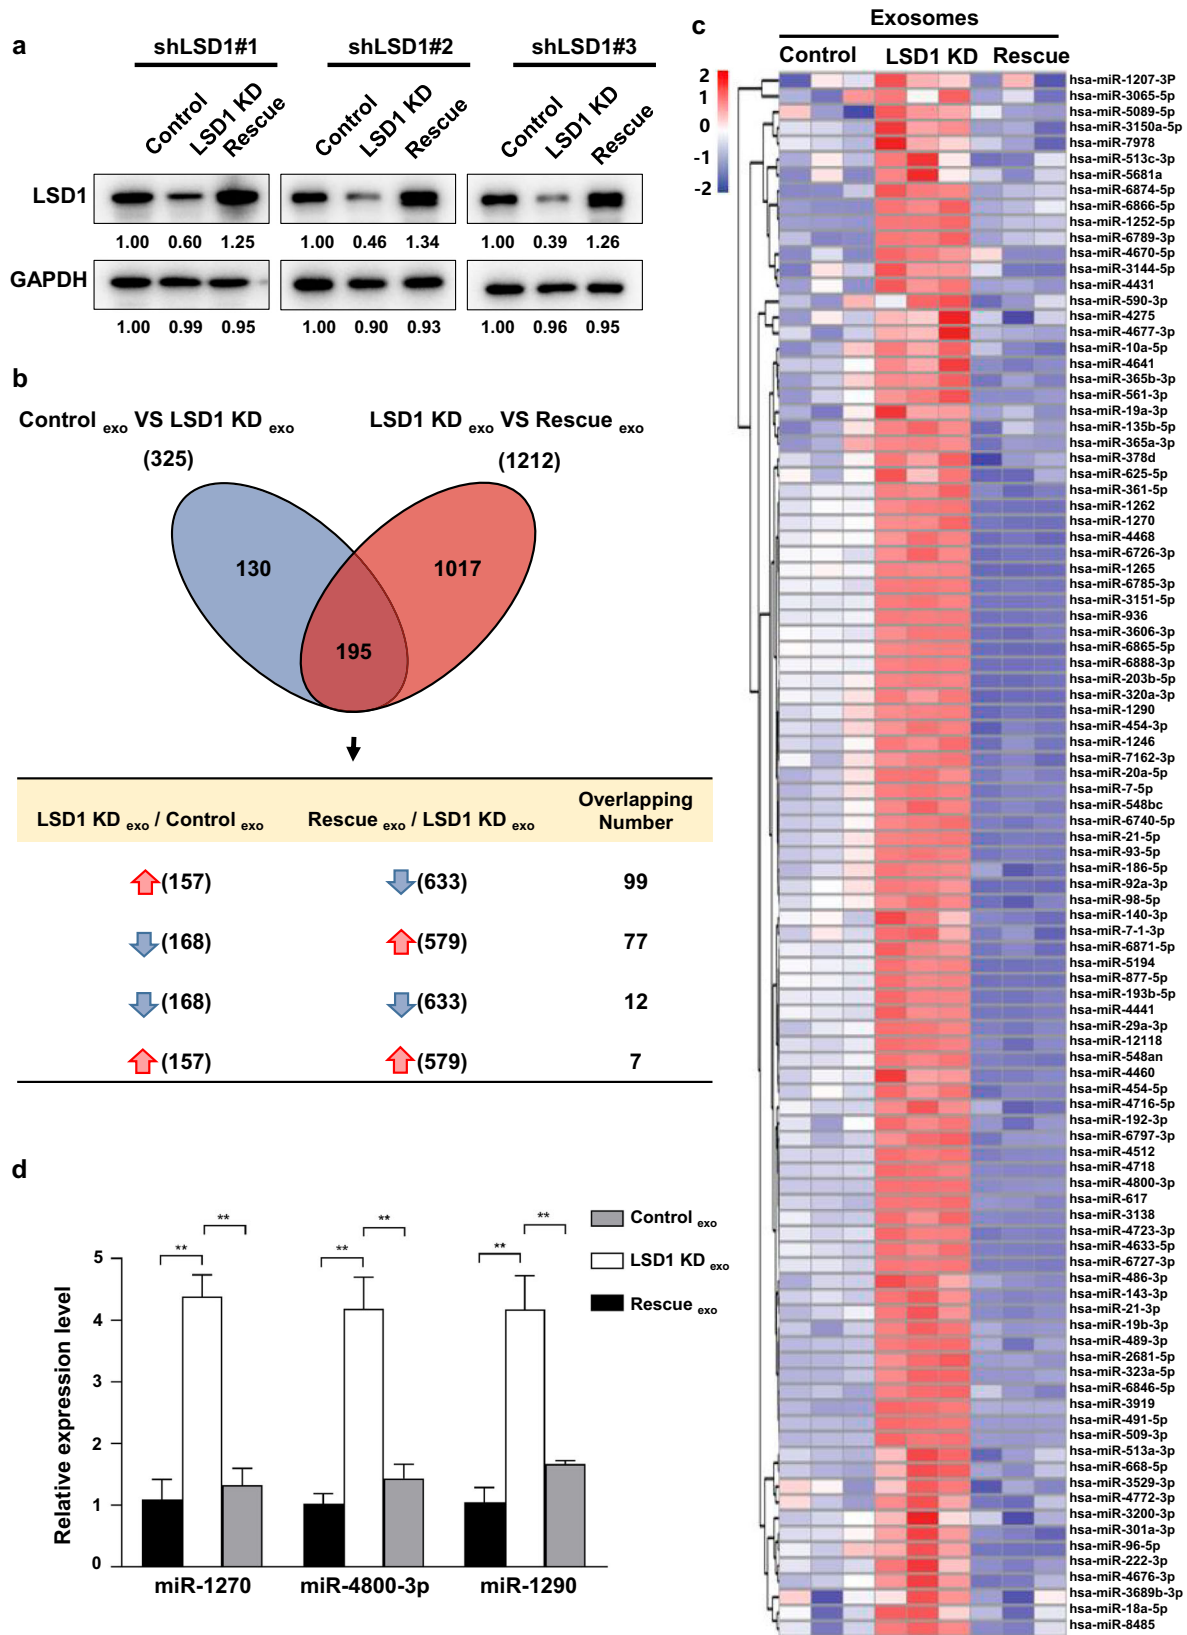 a
shLSD1#1 shLSD1#2 shLSD1#3
Control LSD1 KD Rescue Control LSD1 KD Rescue Control LSD1 KD Rescue
LSD1
1.00 0.60 1.25 1.00 0.46 1.34 1.00 0.39 1.26
GAPDH
1.00 0.99 0.95 1.00 0.90 0.93 1.00 0.96 0.95
b
Control exo VS LSD1 KD exo LSD1 KD exo VS Rescue exo
(325) (1212)
130 1017
195
LSD1 KD exo / Control exo Rescue exo / LSD1 KD exo Overlapping
Number
(157) (633) 99
(168) (579) 77
(168) (633) 12
(157) (579) 7
c
Exosomes
Control LSD1 KD Rescue
2
1
0
-1
-2
hsa-miR-1207-3P
hsa-miR-3065-5p
hsa-miR-5089-5p
hsa-miR-3150a-5p
hsa-miR-7978
hsa-miR-513c-3p
hsa-miR-5681a
hsa-miR-6874-5p
hsa-miR-6866-5p
hsa-miR-1252-5p
hsa-miR-6789-3p
hsa-miR-4670-5p
hsa-miR-3144-5p
hsa-miR-4431
hsa-miR-590-3p
hsa-miR-4275
hsa-miR-4677-3p
hsa-miR-10a-5p
hsa-miR-4641
hsa-miR-365b-3p
hsa-miR-561-3p
hsa-miR-19a-3p
hsa-miR-135b-5p
hsa-miR-365a-3p
hsa-miR-378d
hsa-miR-625-5p
hsa-miR-361-5p
hsa-miR-1262
hsa-miR-1270
hsa-miR-4468
hsa-miR-6726-3p
hsa-miR-1265
hsa-miR-6785-3p
hsa-miR-3151-5p
hsa-miR-936
hsa-miR-3606-3p
hsa-miR-6865-5p
hsa-miR-6888-3p
hsa-miR-203b-5p
hsa-miR-320a-3p
hsa-miR-1290
hsa-miR-454-3p
hsa-miR-1246
hsa-miR-7162-3p
hsa-miR-20a-5p
hsa-miR-7-5p
hsa-miR-548bc
hsa-miR-6740-5p
hsa-miR-21-5p
hsa-miR-93-5p
hsa-miR-186-5p
hsa-miR-92a-3p
hsa-miR-98-5p
hsa-miR-140-3p
hsa-miR-7-1-3p
hsa-miR-6871-5p
hsa-miR-5194
hsa-miR-877-5p
hsa-miR-193b-5p
hsa-miR-4441
hsa-miR-29a-3p
hsa-miR-12118
hsa-miR-548an
hsa-miR-4460
hsa-miR-454-5p
hsa-miR-4716-5p
hsa-miR-192-3p
hsa-miR-6797-3p
hsa-miR-4512
hsa-miR-4718
hsa-miR-4800-3p
hsa-miR-617
hsa-miR-3138
hsa-miR-4723-3p
hsa-miR-4633-5p
hsa-miR-6727-3p
hsa-miR-486-3p
hsa-miR-143-3p
hsa-miR-21-3p
hsa-miR-19b-3p
hsa-miR-489-3p
hsa-miR-2681-5p
hsa-miR-323a-5p
hsa-miR-6846-5p
hsa-miR-3919
hsa-miR-491-5p
hsa-miR-509-3p
hsa-miR-513a-3p
hsa-miR-668-5p
hsa-miR-3529-3p
hsa-miR-4772-3p
hsa-miR-3200-3p
hsa-miR-301a-3p
hsa-miR-96-5p
hsa-miR-222-3p
hsa-miR-4676-3p
hsa-miR-3689b-3p
hsa-miR-18a-5p
hsa-miR-8485
d
** ** ** ** ** **
Control exo
LSD1 KD exo
Rescue exo
Relative expression level
5
4
3
2
1
0
miR-1270 miR-4800-3p miR-1290